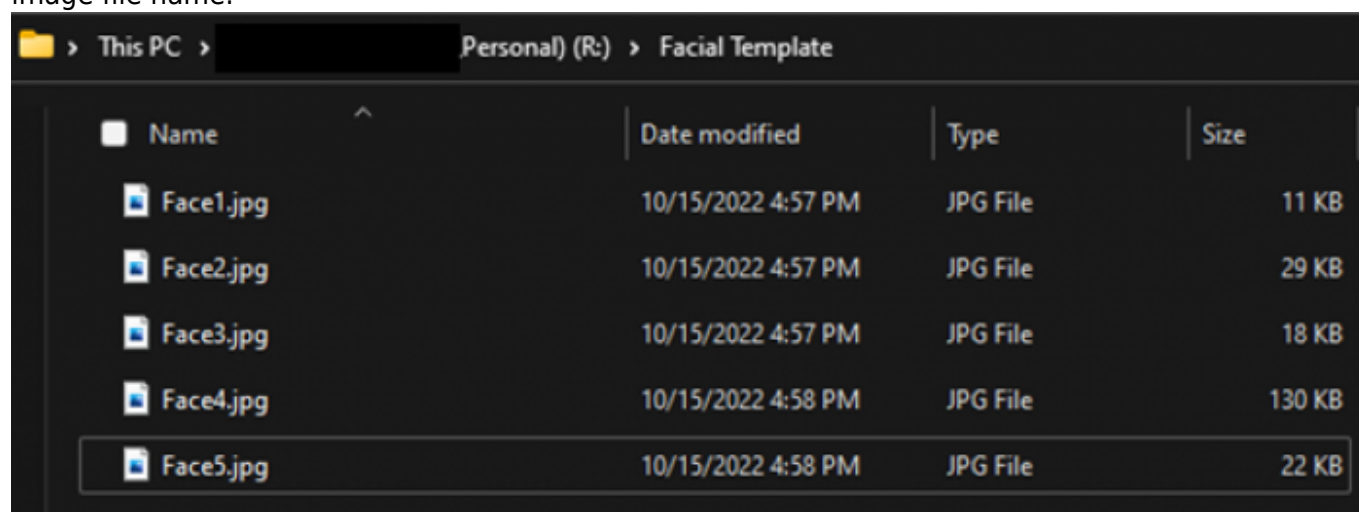 image file name.
This PC > Personal) (R:) > Facial Template
Name Date modified Type Size
Face1.jpg 10/15/2022 4:57 PM JPG File 11 KB
Face2.jpg 10/15/2022 4:57 PM JPG File 29 KB
Face3.jpg 10/15/2022 4:57 PM JPG File 18 KB
Face4.jpg 10/15/2022 4:58 PM JPG File 130 KB
Face5.jpg 10/15/2022 4:58 PM JPG File 22 KB